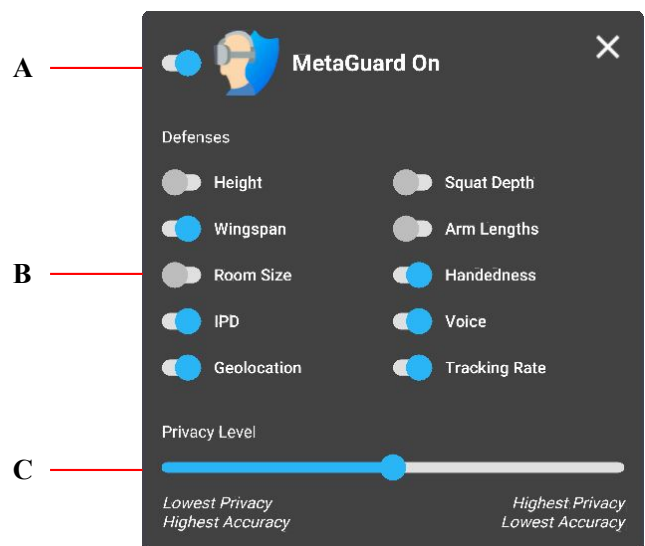 A
MetaGuard On
Defenses
Height
Squat Depth
Wingspan
Arm Lengths
B
Room Size
Handedness
IPD
Voice
Geolocation
Tracking Rate
Privacy Level
C
Lowest Privacy
Highest Accuracy
Highest Privacy
Lowest Accuracy